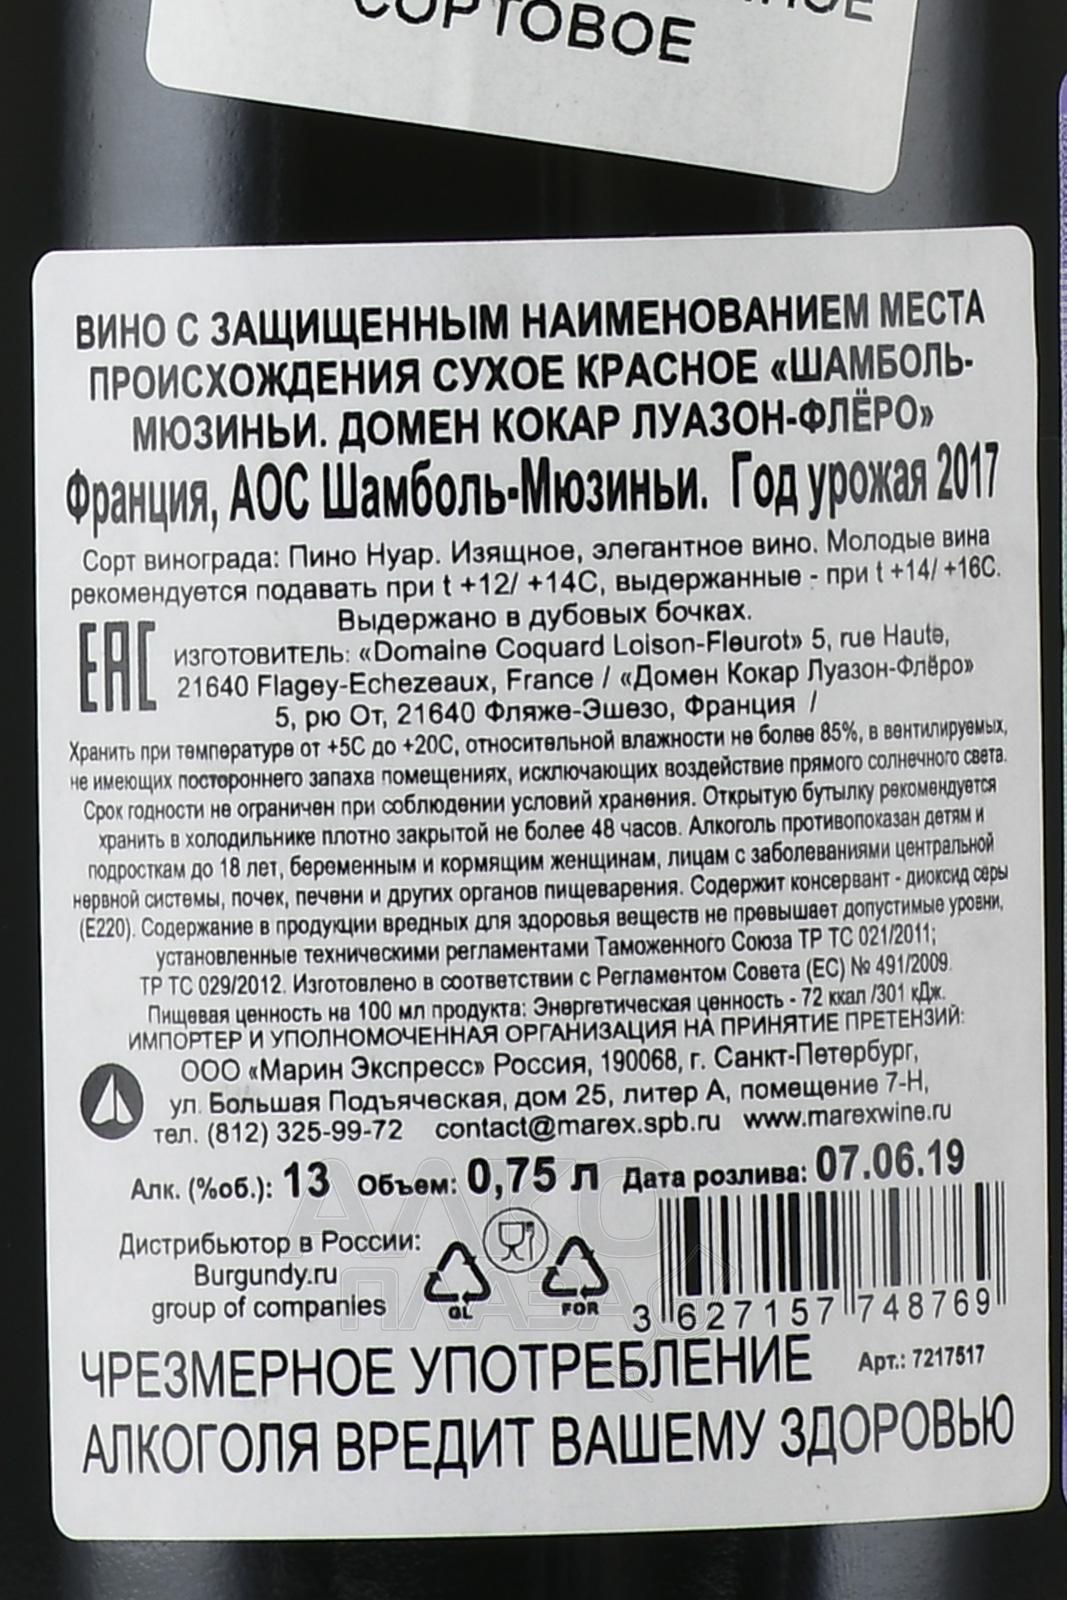 СОРТОВОЕ
ВИНО С ЗАЩИЩЕННЫМ НАИМЕНОВАНИЕМ МЕСТА
ПРОИСХОЖДЕНИЯ СУХОЕ КРАСНОЕ «ШАМБОЛЬ-
МЮЗИНЬИ. ДОМЕН КОКАР ЛУАЗОН-ФЛЁРО»
Франция, АОС Шамболь-Мюзиньи. Год урожая 2017
Сорт винограда: Пино Нуар. Изящное, элегантное вино. Молодые вина
рекомендуется подавать при t +12/ +14C, выдержанные - при t +14/ +16C.
Выдержано в дубовых бочках.
EAC
ИЗГОТОВИТЕЛЬ: «Domaine Coquard Loison-Fleurot» 5, rue Haute,
21640 Flagey-Echezeaux, France / «Домен Кокар Луазон-Флёро»
5, рю От, 21640 Фляже-Эшезо, Франция /
Хранить при температуре от +5С до +20С, относительной влажности не более 85%, в вентилируемых,
не имеющих постороннего запаха помещениях, исключающих воздействие прямого солнечного света.
Срок годности не ограничен при соблюдении условий хранения. Открытую бутылку рекомендуется
хранить в холодильнике плотно закрытой не более 48 часов. Алкоголь противопоказан детям и
подросткам до 18 лет, беременным и кормящим женщинам, лицам с заболеваниями центральной
нервной системы, почек, печени и других органов пищеварения. Содержит консервант - диоксид серы
(Е220). Содержание в продукции вредных для здоровья веществ не превышает допустимые уровни,
установленные техническими регламентами Таможенного Союза ТР ТС 021/2011;
ТР ТС 029/2012. Изготовлено в соответствии с Регламентом Совета (ЕС) № 491/2009.
Пищевая ценность на 100 мл продукта: Энергетическая ценность - 72 ккал /301 кДж.
ИМПОРТЕР И УПОЛНОМОЧЕННАЯ ОРГАНИЗАЦИЯ НА ПРИНЯТИЕ ПРЕТЕНЗИЙ:
ООО «Марин Экспресс» Россия, 190068, г. Санкт-Петербург,
ул. Большая Подъяческая, дом 25, литер А, помещение 7-Н,
тел. (812) 325-99-72 contact@marex.spb.ru www.marexwine.ru
Алк. (%об.): 13 Объем: 0,75 л Дата розлива: 07.06.19
Дистрибьютор в России:
Burgundy.ru
group of companies
GL
FOR
3 627157 748769
АЛКО
ПЛАЗА
ЧРЕЗМЕРНОЕ УПОТРЕБЛЕНИЕ Арт.: 7217517
АЛКОГОЛЯ ВРЕДИТ ВАШЕМУ ЗДОРОВЬЮ